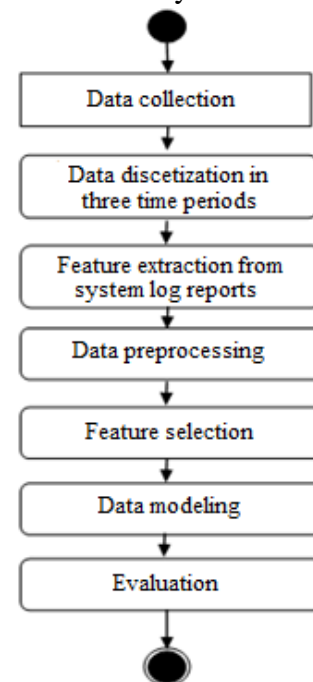 Data collection
Data discetization in
three time periods
Feature extraction from
system log reports
Data preprocessing
Feature selection
Data modeling
Evaluation